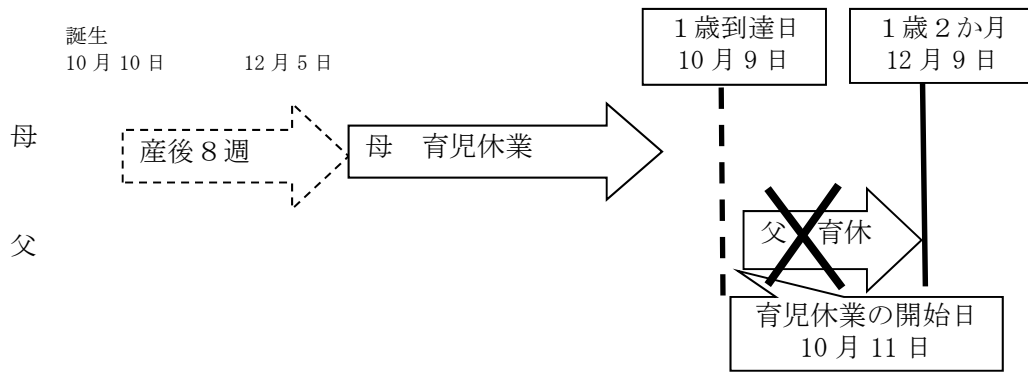 誕生
10月10日 12月5日
1歳到達日
10月9日
1歳2か月
12月9日
母
産後8週
母 育児休業
父
父 育休
育児休業の開始日
10月11日